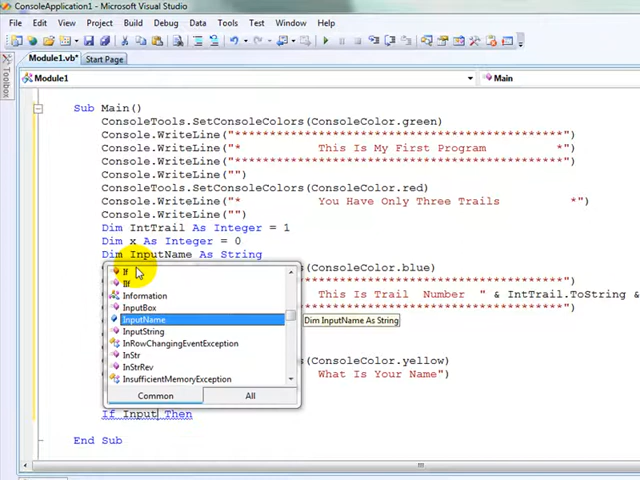 ConsoleApplication1 - Microsoft Visual Studio
File Edit View Project Build Debug Data Tools Test Window Help
Toolbox
Module1.vb* Start Page
Module1 Main
Sub Main()
ConsoleTools.SetConsoleColors(ConsoleColor.green)
Console.WriteLine("*************************************************")
Console.WriteLine("* This Is My First Program *")
Console.WriteLine("*************************************************")
Console.WriteLine("")
ConsoleTools.SetConsoleColors(ConsoleColor.red)
Console.WriteLine("* You Have Only Three Trails *")
Console.WriteLine("")
Dim IntTrail As Integer = 1
Dim x As Integer = 0
Dim InputName As String
If (ConsoleColor.blue)
IIf *************************************************")
Information This Is Trail Number " & IntTrail.ToString &
InputBox *************************************************")
InputName Dim InputName As String
InputString
InRowChangingEventException
InStr (ConsoleColor.yellow)
InStrRev What Is Your Name")
InsufficientMemoryException
Common All
If Input Then
End Sub